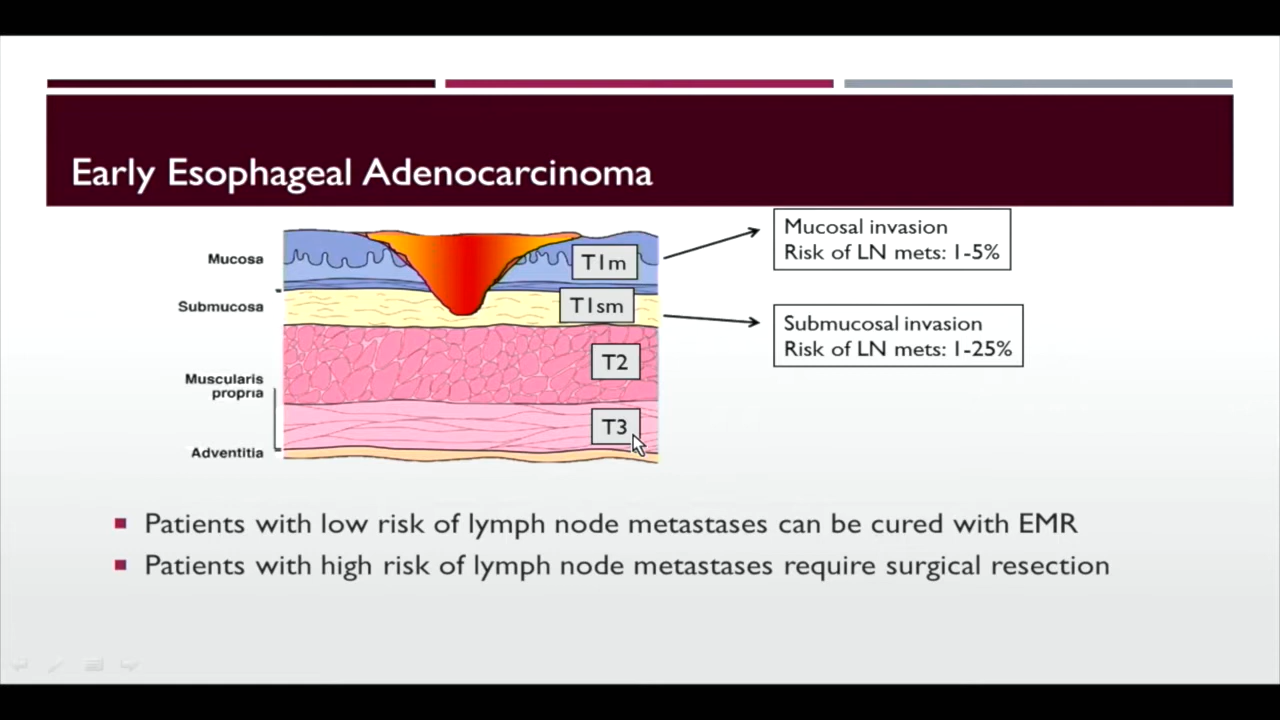 Early Esophageal Adenocarcinoma
Mucosa
Submucosa
Muscularis
propria
Adventitia
T1m
T1sm
T2
T3
Mucosal invasion
Risk of LN mets: 1-5%
Submucosal invasion
Risk of LN mets: 1-25%
Patients with low risk of lymph node metastases can be cured with EMR
Patients with high risk of lymph node metastases require surgical resection